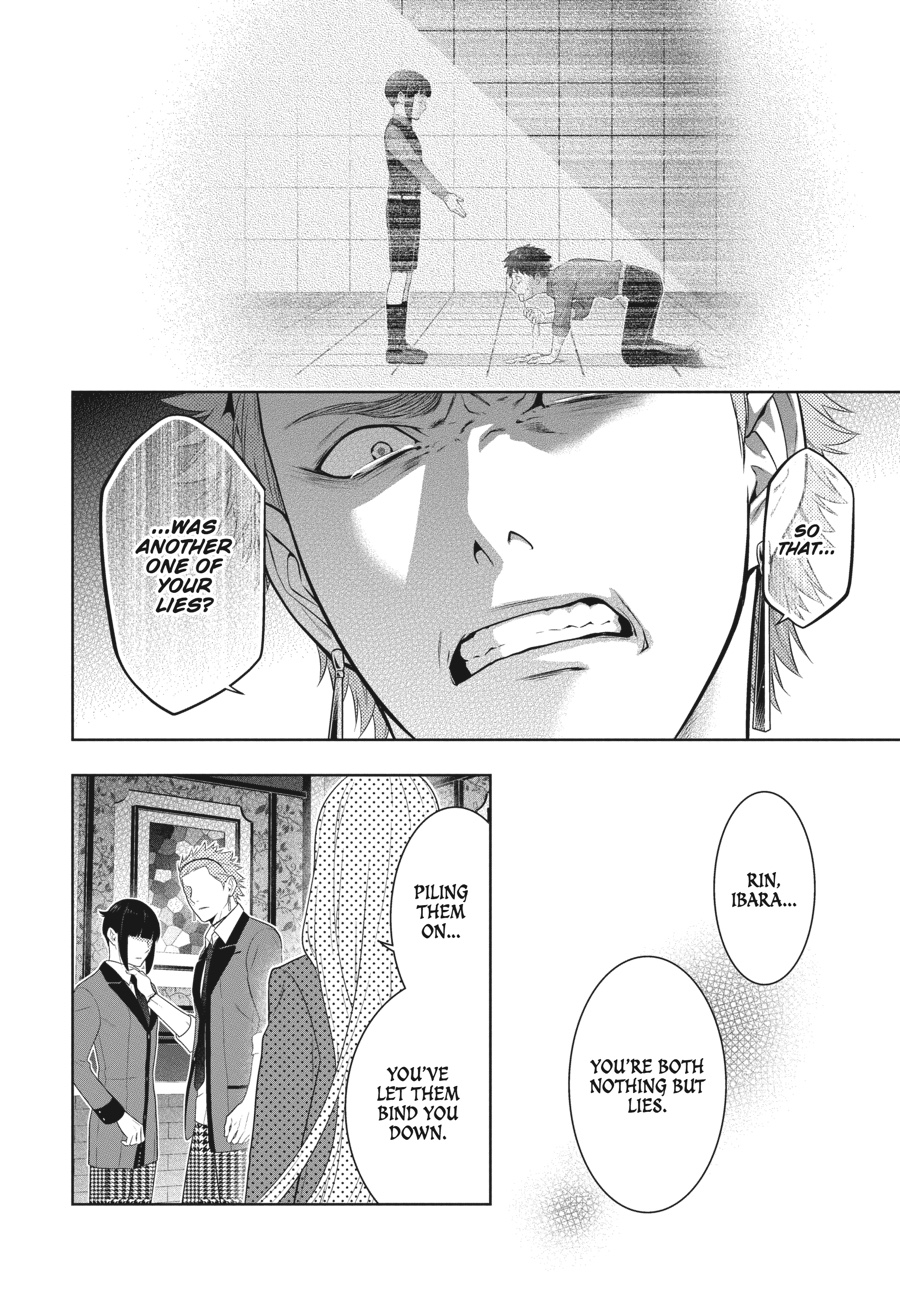 SO
THAT...
...WAS
ANOTHER
ONE OF
YOUR
LIES?
RIN,
IBARA...
YOU'RE BOTH
NOTHING BUT
LIES.
PILING
THEM
ON...
YOU'VE
LET THEM
BIND YOU
DOWN.